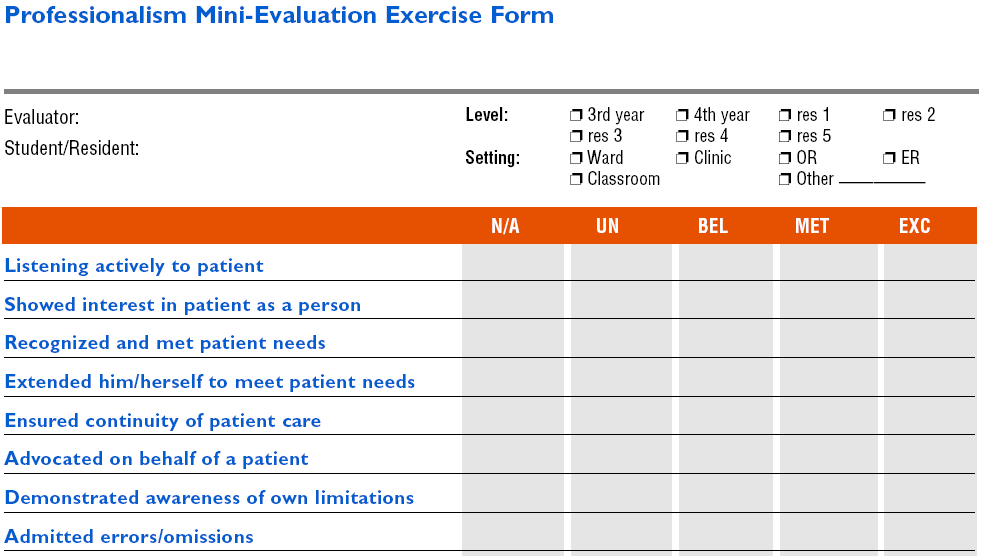 Professionalism Mini-Evaluation Exercise Form
Evaluator:
Student/Resident:
Level: ❒ 3rd year ❒ 4th year ❒ res 1 ❒ res 2
❒ res 3 ❒ res 4 ❒ res 5
Setting: ❒ Ward ❒ Clinic ❒ OR ❒ ER
❒ Classroom ❒ Other __________
N/A UN BEL MET EXC
Listening actively to patient
Showed interest in patient as a person
Recognized and met patient needs
Extended him/herself to meet patient needs
Ensured continuity of patient care
Advocated on behalf of a patient
Demonstrated awareness of own limitations
Admitted errors/omissions